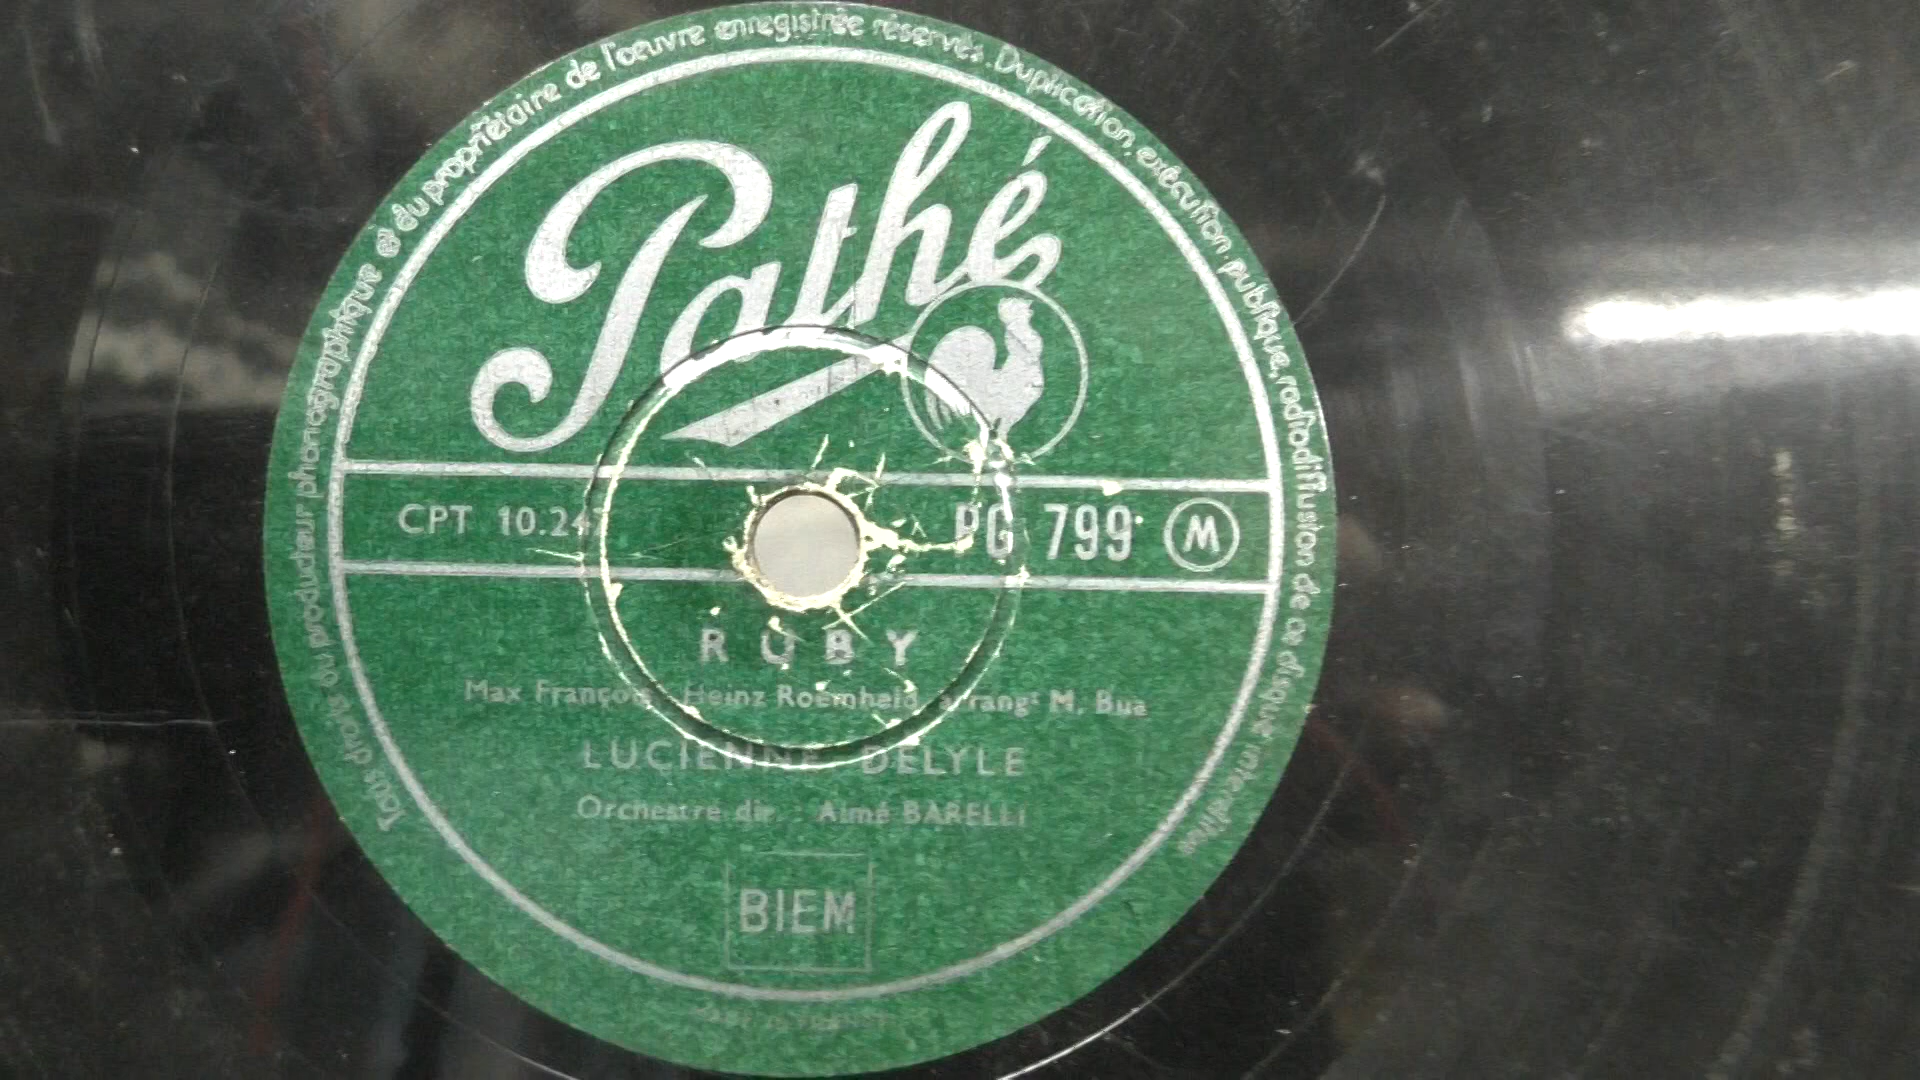 Tous droits du producteur phonographique et du propriétaire de l'œuvre enregistrée réservés. Duplication, exécution publique, radiodiffusion de ce disque interdites
Pathé
CPT 10.24
PG 799 M
RUBY
Max François Heinz Roemheld arrangt M. Bua
LUCIENNE DELYLE
Orchestre dir. : Aimé BARELLI
BIEM